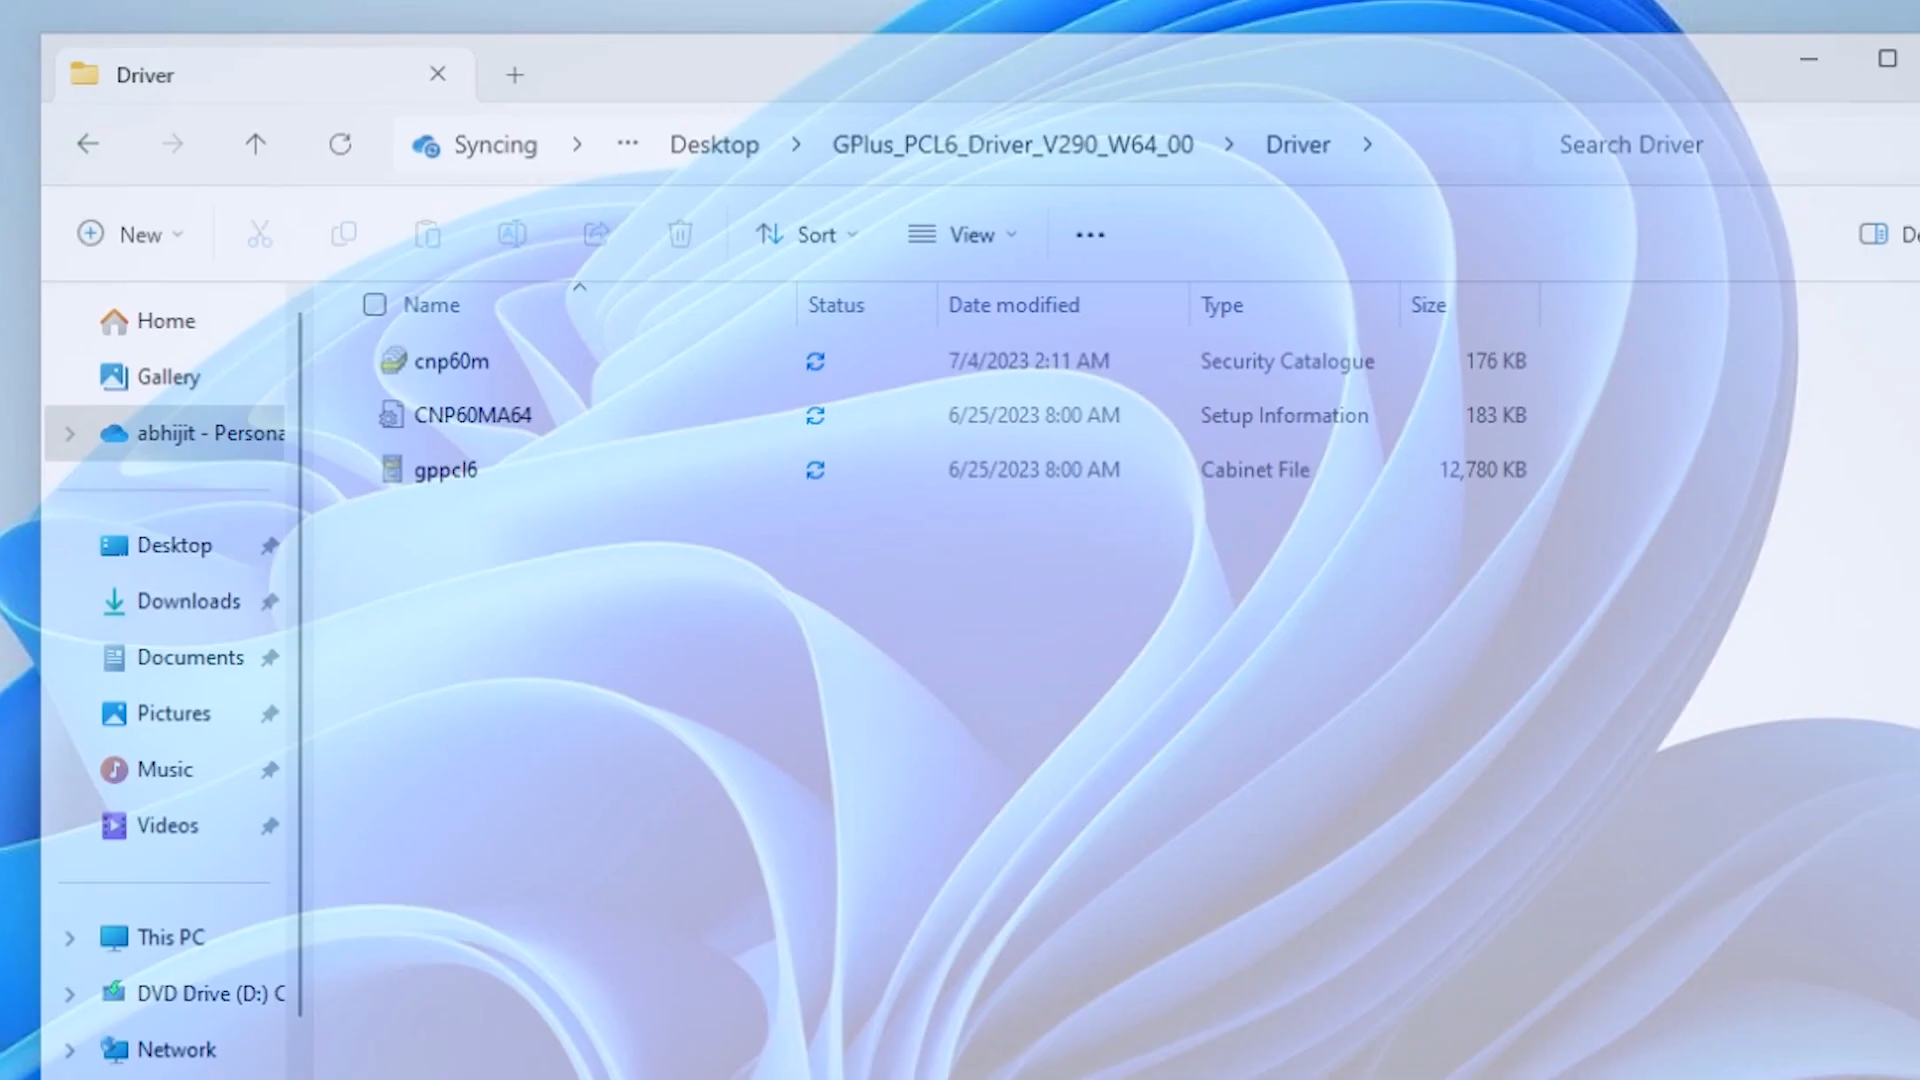 Driver
Syncing > ... Desktop > GPlus_PCL6_Driver_V290_W64_00 > Driver > Search Driver
New Sort View ...
Name Status Date modified Type Size
cnp60m 7/4/2023 2:11 AM Security Catalogue 176 KB
CNP60MA64 6/25/2023 8:00 AM Setup Information 183 KB
gppcl6 6/25/2023 8:00 AM Cabinet File 12,780 KB
Home
Gallery
abhijit - Persona
Desktop
Downloads
Documents
Pictures
Music
Videos
This PC
DVD Drive (D:) C
Network